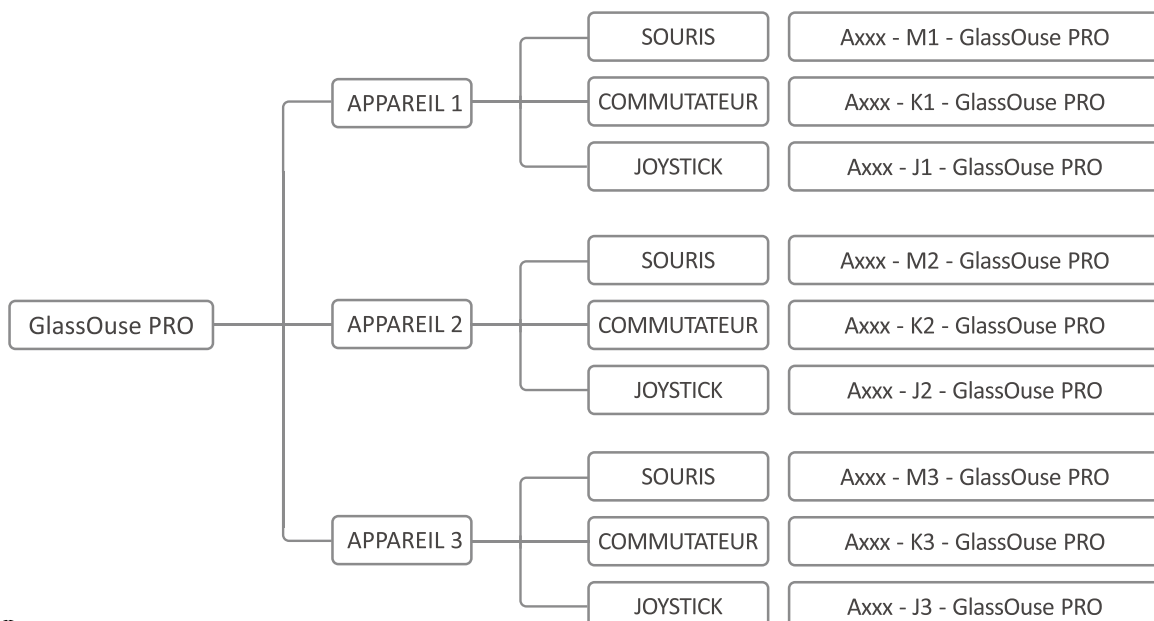 SOURIS Axxx - M1 - GlassOuse PRO
APPAREIL 1 COMMUTATEUR Axxx - K1 - GlassOuse PRO
JOYSTICK Axxx - J1 - GlassOuse PRO
SOURIS Axxx - M2 - GlassOuse PRO
GlassOuse PRO APPAREIL 2 COMMUTATEUR Axxx - K2 - GlassOuse PRO
JOYSTICK Axxx - J2 - GlassOuse PRO
SOURIS Axxx - M3 - GlassOuse PRO
APPAREIL 3 COMMUTATEUR Axxx - K3 - GlassOuse PRO
JOYSTICK Axxx - J3 - GlassOuse PRO